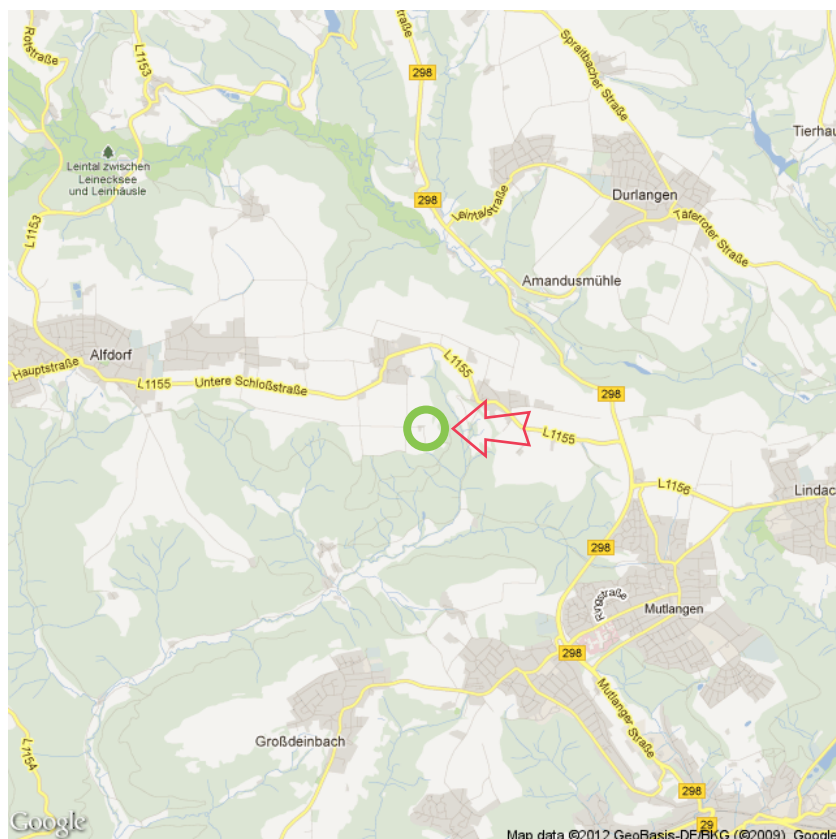 Rotstraße
L1153
298
straße
Spraitbacher Straße
Tierhau
Leintal zwischen
Leinecksee
und Leinhäusle
Durlangen
298
Leintalstraße
Täferroter Straße
L1153
Amandusmühle
Alfdorf
Hauptstraße
L1155
Untere Schloßstraße
L1155
298
L1155
L1156
Lindac
298
Ringstraße
Mutlangen
298
Mutlanger Straße
Großdeinbach
L1154
298
29
Google
Map data ©2012 GeoBasis-DE/BKG (©2009), Google